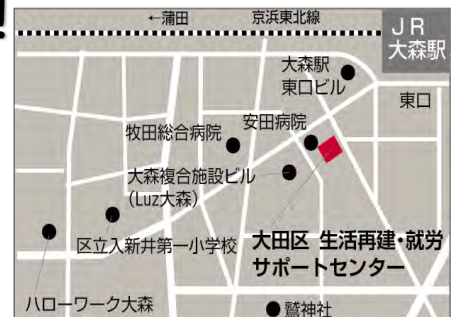 !
←蒲田
京浜東北線
JR
大森駅
大森駅
東口ビル
東口
安田病院
牧田総合病院
大森複合施設ビル
(Luz大森)
区立入新井第一小学校
大田区 生活再建・就労
サポートセンター
ハローワーク大森
鷲神社